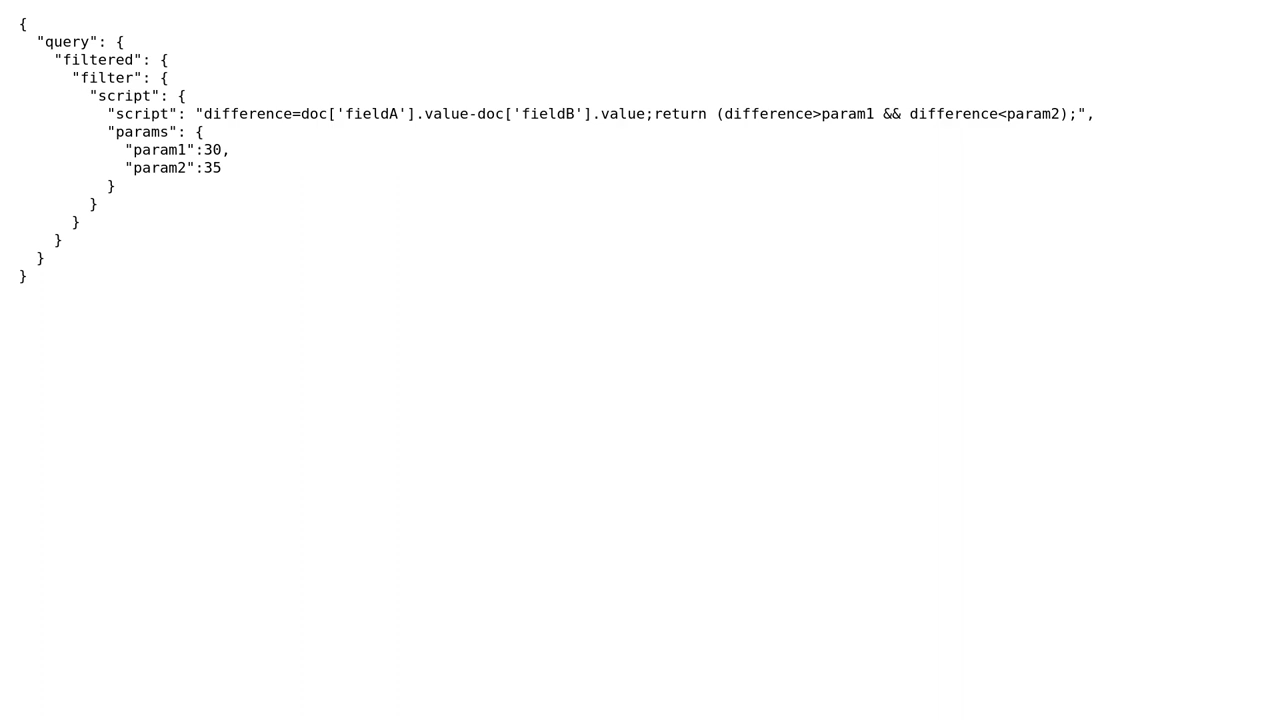 {
  "query": {
    "filtered": {
      "filter": {
        "script": {
          "script": "difference=doc['fieldA'].value-doc['fieldB'].value;return (difference>param1 && difference<param2);",
          "params": {
            "param1":30,
            "param2":35
          }
        }
      }
    }
  }
}